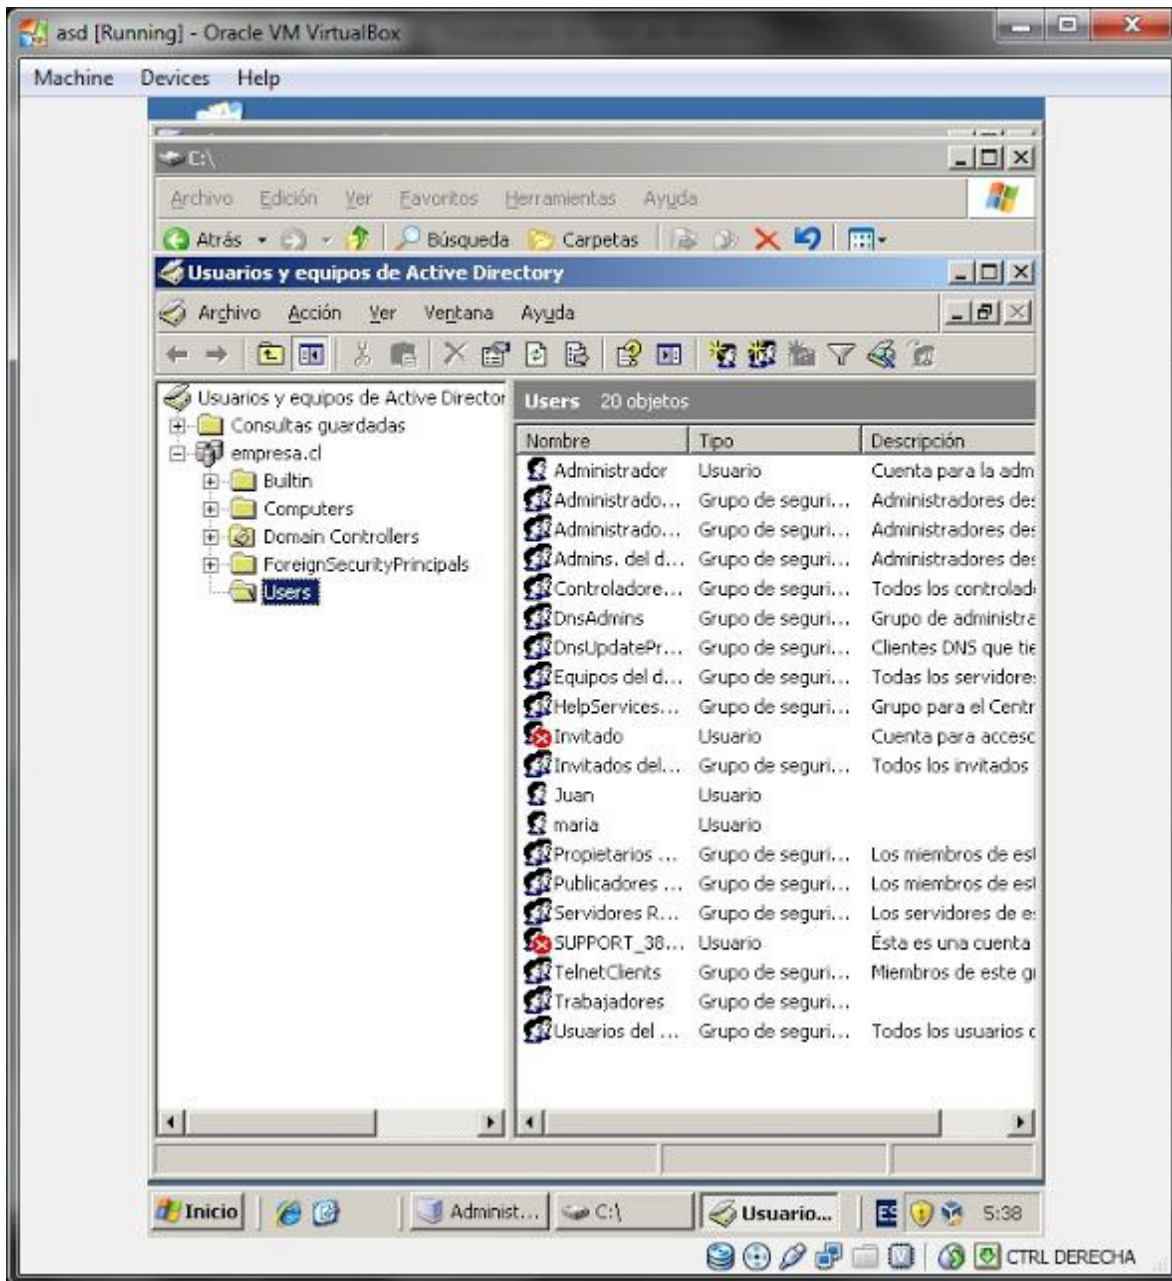 asd [Running] - Oracle VM VirtualBox
Machine Devices Help
C:\
Archivo Edición Ver Favoritos Herramientas Ayuda
Atrás Búsqueda Carpetas
Usuarios y equipos de Active Directory
Archivo Acción Ver Ventana Ayuda
Usuarios y equipos de Active Director
Consultas guardadas
empresa.cl
Builtin
Computers
Domain Controllers
ForeignSecurityPrincipals
Users
Users 20 objetos
Nombre Tipo Descripción
Administrador Usuario Cuenta para la adm
Administrado... Grupo de seguri... Administradores des
Administrado... Grupo de seguri... Administradores des
Admins. del d... Grupo de seguri... Administradores des
Controladore... Grupo de seguri... Todos los controlad
DnsAdmins Grupo de seguri... Grupo de administra
DnsUpdatePr... Grupo de seguri... Clientes DNS que tie
Equipos del d... Grupo de seguri... Todas los servidores
HelpServices... Grupo de seguri... Grupo para el Centr
Invitado Usuario Cuenta para acceso
Invitados del... Grupo de seguri... Todos los invitados
Juan Usuario
maria Usuario
Propietarios ... Grupo de seguri... Los miembros de est
Publicadores ... Grupo de seguri... Los miembros de est
Servidores R... Grupo de seguri... Los servidores de es
SUPPORT_38... Usuario Ésta es una cuenta
TelnetClients Grupo de seguri... Miembros de este gr
Trabajadores Grupo de seguri...
Usuarios del ... Grupo de seguri... Todos los usuarios d
Inicio Administ... C:\ Usuario... ES 5:38
CTRL DERECHA